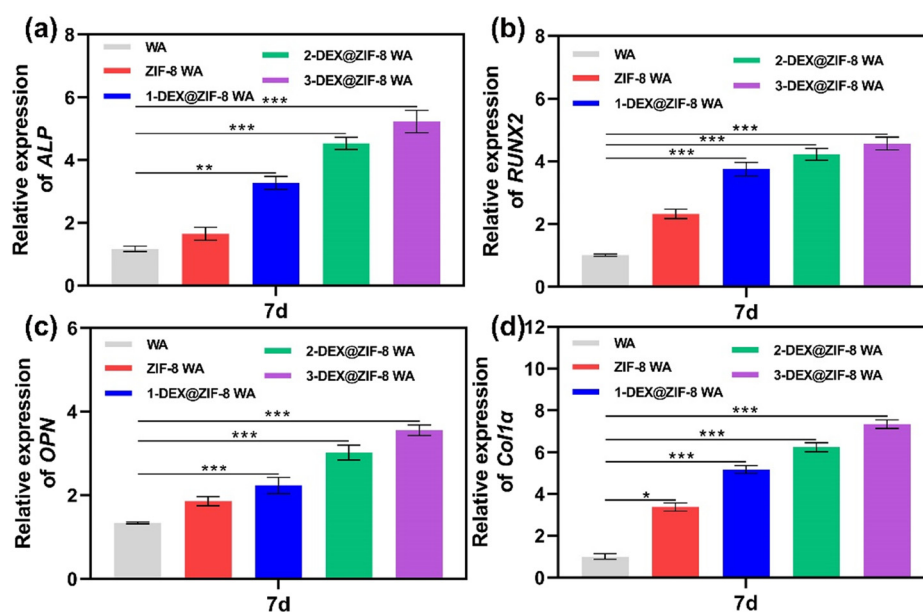 (a)
8
6
4
2
0
Relative expression
of ALP
WA
ZIF-8 WA
1-DEX@ZIF-8 WA
2-DEX@ZIF-8 WA
3-DEX@ZIF-8 WA
***
***
**
7d
(b)
8
6
4
2
0
Relative expression
of RUNX2
WA
ZIF-8 WA
1-DEX@ZIF-8 WA
2-DEX@ZIF-8 WA
3-DEX@ZIF-8 WA
***
***
***
7d
(c)
6
4
2
0
Relative expression
of OPN
WA
ZIF-8 WA
1-DEX@ZIF-8 WA
2-DEX@ZIF-8 WA
3-DEX@ZIF-8 WA
***
***
***
7d
(d)
12
10
8
6
4
2
0
Relative expression
of Col1α
WA
ZIF-8 WA
1-DEX@ZIF-8 WA
2-DEX@ZIF-8 WA
3-DEX@ZIF-8 WA
***
***
***
*
7d